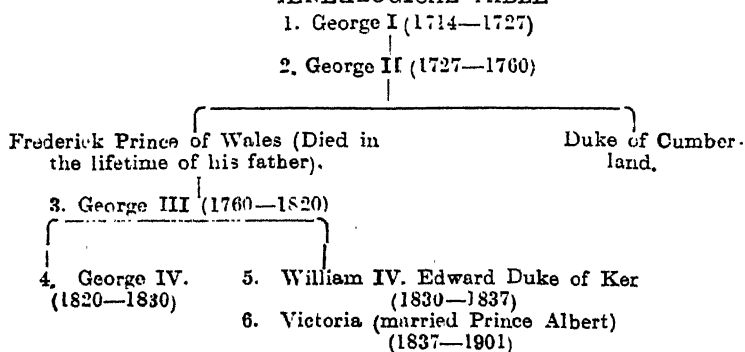 1. George I (1714—1727)
2. George II (1727—1760)
Frederick Prince of Wales (Died in
the lifetime of his father).
Duke of Cumber-
land.
3. George III (1760—1820)
4. George IV.
(1820—1830)
5. William IV. Edward Duke of Ker
(1830—1837)
6. Victoria (married Prince Albert)
(1837—1901)